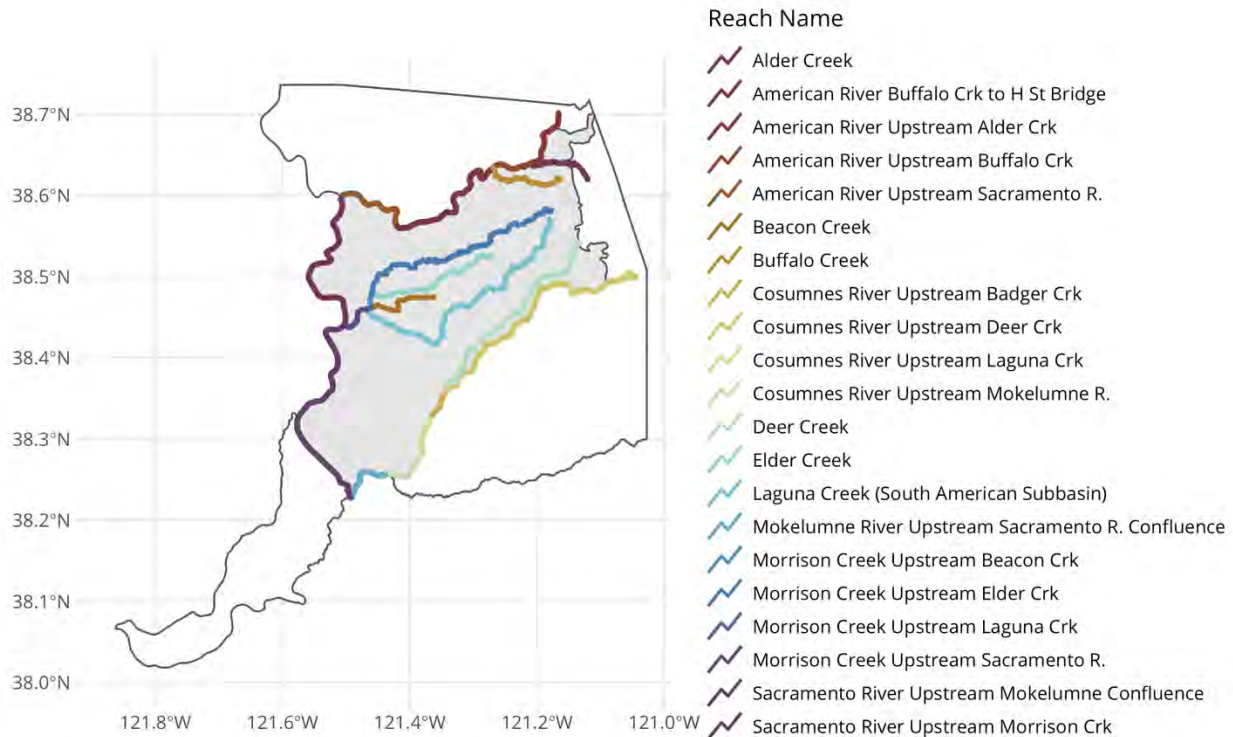 Reach Name
Alder Creek
American River Buffalo Crk to H St Bridge
American River Upstream Alder Crk
American River Upstream Buffalo Crk
American River Upstream Sacramento R.
Beacon Creek
Buffalo Creek
Cosumnes River Upstream Badger Crk
Cosumnes River Upstream Deer Crk
Cosumnes River Upstream Laguna Crk
Cosumnes River Upstream Mokelumne R.
Deer Creek
Elder Creek
Laguna Creek (South American Subbasin)
Mokelumne River Upstream Sacramento R. Confluence
Morrison Creek Upstream Beacon Crk
Morrison Creek Upstream Elder Crk
Morrison Creek Upstream Laguna Crk
Morrison Creek Upstream Sacramento R.
Sacramento River Upstream Mokelumne Confluence
Sacramento River Upstream Morrison Crk
38.7°N
38.6°N
38.5°N
38.4°N
38.3°N
38.2°N
38.1°N
38.0°N
121.8°W 121.6°W 121.4°W 121.2°W 121.0°W